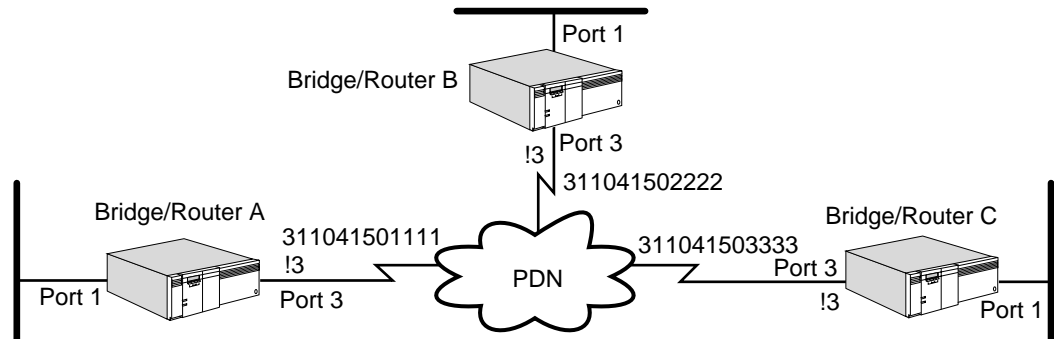 Port 1
Bridge/Router B
Port 3
!3
311041502222
Bridge/Router A
311041501111
!3
Port 1
Port 3
PDN
Bridge/Router C
311041503333
Port 3
!3
Port 1